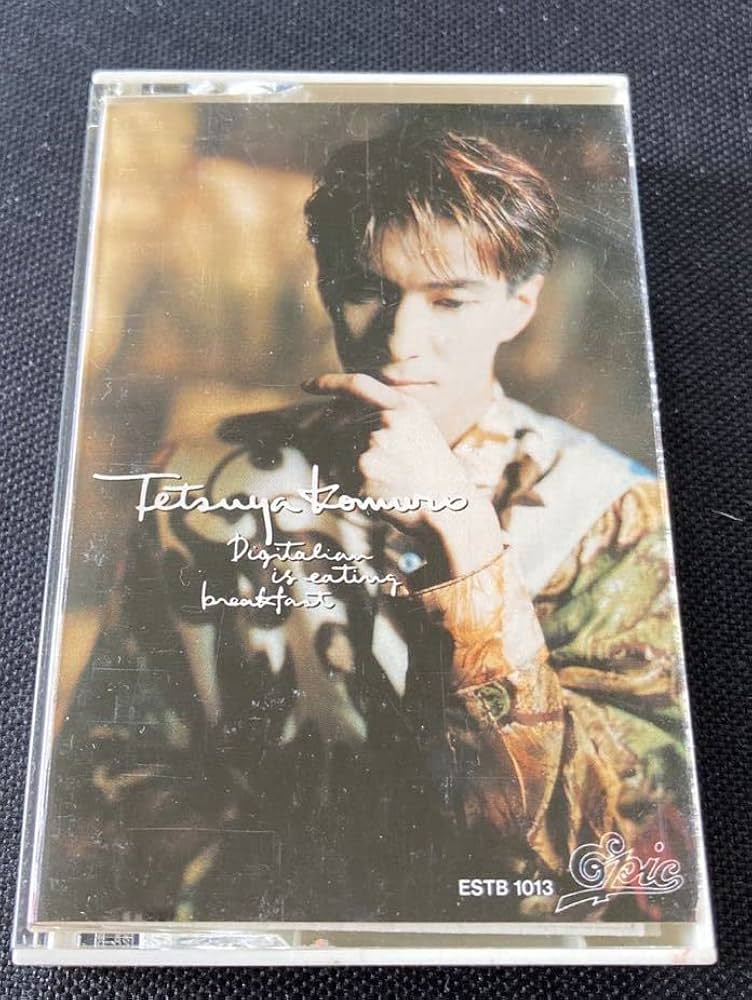 Tetsuya Komuro
Digitalian
is eating
breakfast
ESTB 1013
Epic